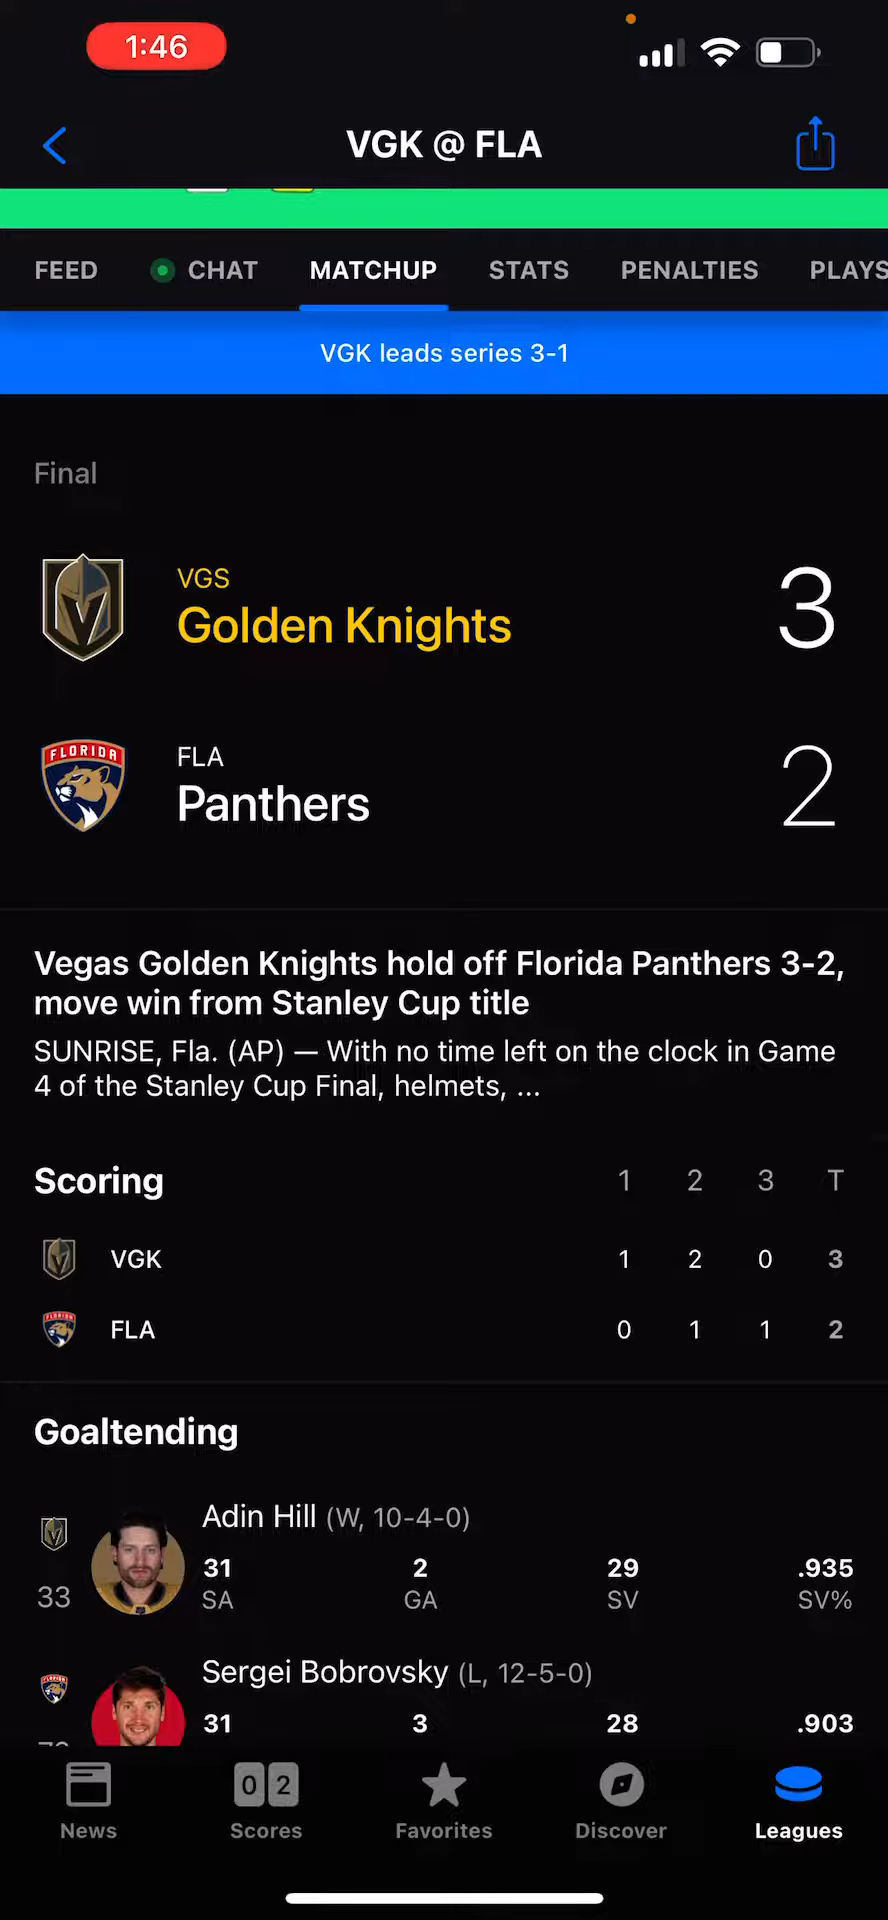 1:46
VGK @ FLA
FEED CHAT MATCHUP STATS PENALTIES PLAYS
VGK leads series 3-1
Final
VGS
Golden Knights
3
FLORIDA
FLA
Panthers
2
Vegas Golden Knights hold off Florida Panthers 3-2,
move win from Stanley Cup title
SUNRISE, Fla. (AP) — With no time left on the clock in Game
4 of the Stanley Cup Final, helmets, ...
Scoring 1 2 3 T
VGK 1 2 0 3
FLA 0 1 1 2
Goaltending
Adin Hill (W, 10-4-0)
33
31 2 29 .935
SA GA SV SV%
Sergei Bobrovsky (L, 12-5-0)
31 3 28 .903
0 2
News Scores Favorites Discover Leagues